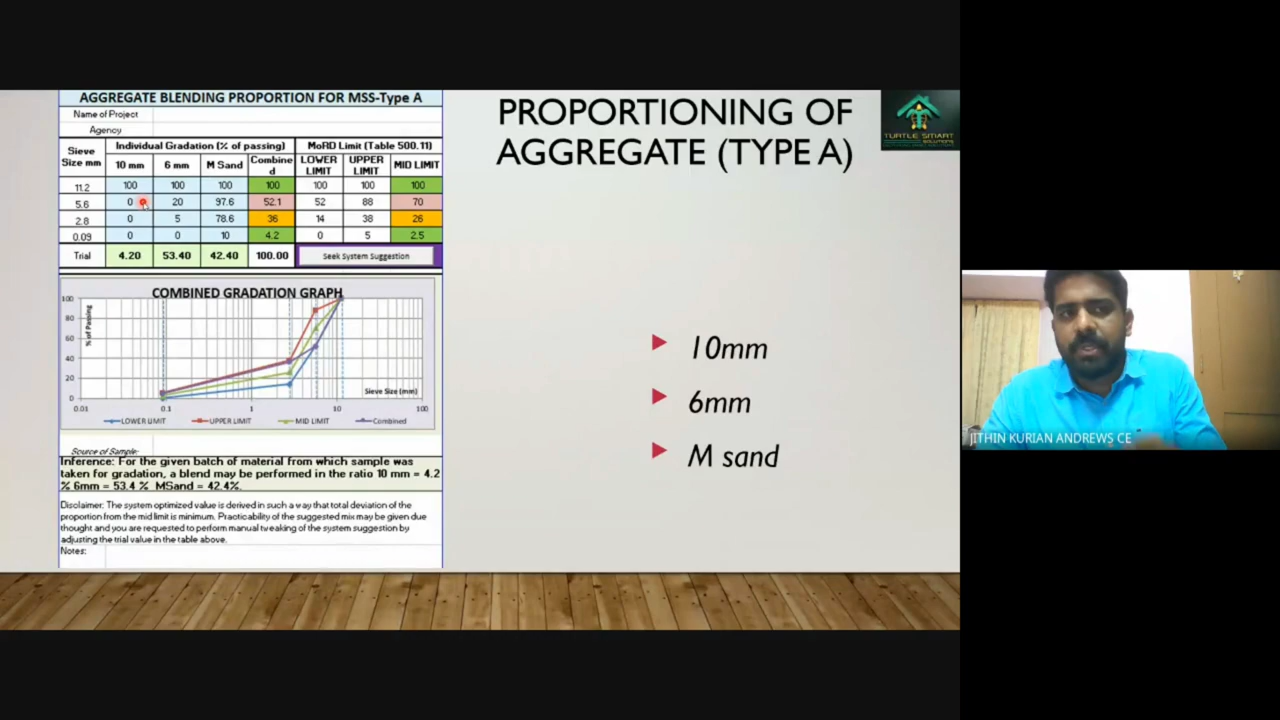 AGGREGATE BLENDING PROPORTION FOR MSS-Type A
Name of Project
Agency
Sieve Size mm | Individual Gradation (% of passing) | MoRD Limit (Table 500.11)
10 mm | 6 mm | M Sand | Combined | LOWER LIMIT | UPPER LIMIT | MID LIMIT
11.2 | 100 | 100 | 100 | 100 | 100 | 100 | 100
5.6 | 0 | 20 | 97.6 | 52.1 | 52 | 88 | 70
2.8 | 0 | 5 | 78.6 | 36 | 14 | 38 | 26
0.09 | 0 | 0 | 10 | 4.2 | 0 | 5 | 2.5
Trial | 4.20 | 53.40 | 42.40 | 100.00 | Seek System Suggestion
COMBINED GRADATION GRAPH
% of Passing
100
80
60
40
20
0
Sieve Size (mm)
0.01 0.1 1 10 100
LOWER LIMIT UPPER LIMIT MID LIMIT Combined
Source of Sample:
Inference: For the given batch of material from which sample was
taken for gradation, a blend may be performed in the ratio 10 mm = 4.2
% 6mm = 53.4 % MSand = 42.4%.
Disclaimer: The system optimized value is derived in such a way that total deviation of the
proportion from the mid limit is minimum. Practicability of the suggested mix may be given due
thought and you are requested to perform manual tweaking of the system suggestion by
adjusting the trial value in the table above.
Notes:
PROPORTIONING OF
AGGREGATE (TYPE A)
TURTLE SMART
SOLUTIONS
10mm
6mm
M sand
JITHIN KURIAN ANDREWS CE